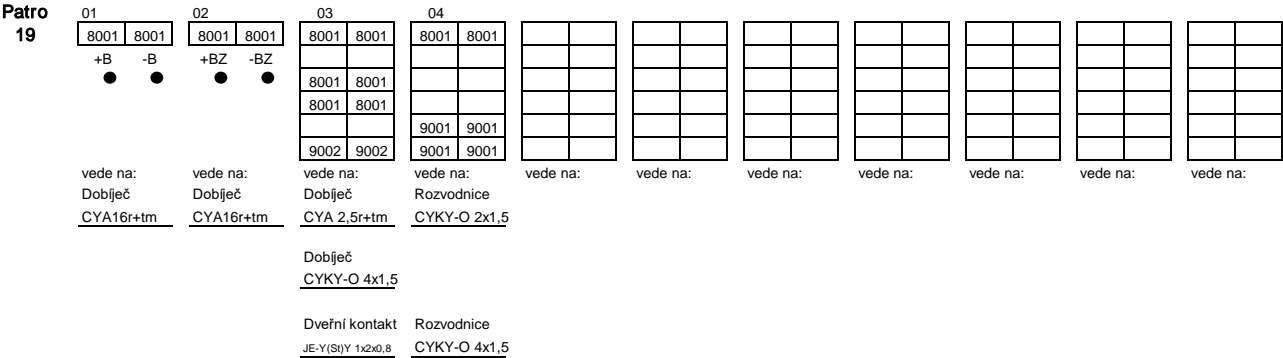 Patro 01 02 03 04
19 8001 8001 8001 8001 8001 8001 8001 8001
+B -B +BZ -BZ
8001 8001
8001 8001
9001 9001
9002 9002 9001 9001
vede na: vede na: vede na: vede na: vede na: vede na: vede na: vede na: vede na: vede na: vede na:
Dobíječ Dobíječ Dobíječ Rozvodnice
CYA16r+tm CYA16r+tm CYA 2,5r+tm CYKY-O 2x1,5
Dobíječ
CYKY-O 4x1,5
Dveřní kontakt Rozvodnice
JE-Y(St)Y 1x2x0,8 CYKY-O 4x1,5